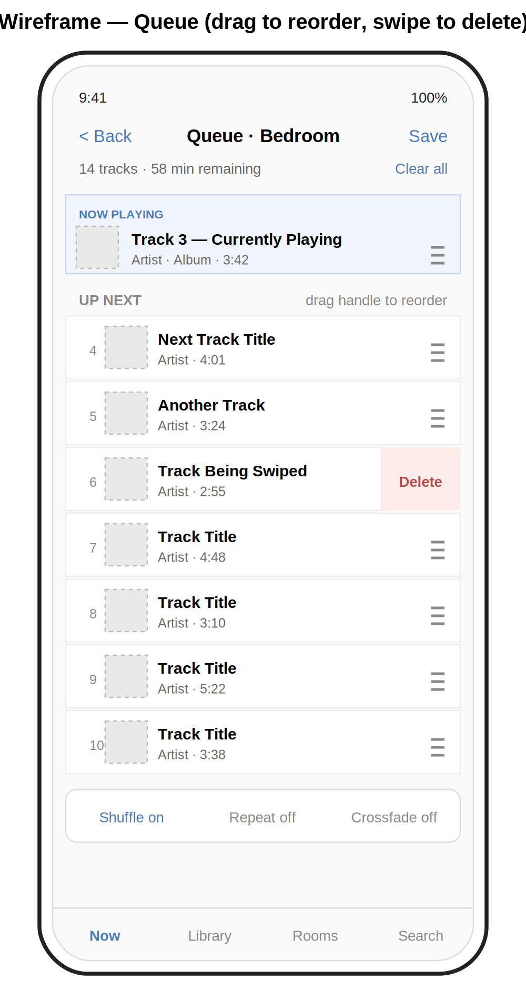 Wireframe — Queue (drag to reorder, swipe to delete)
9:41 100%
< Back Queue · Bedroom Save
14 tracks · 58 min remaining Clear all
NOW PLAYING
Track 3 — Currently Playing
Artist · Album · 3:42
UP NEXT drag handle to reorder
4 Next Track Title
Artist · 4:01
5 Another Track
Artist · 3:24
6 Track Being Swiped
Artist · 2:55
Delete
7 Track Title
Artist · 4:48
8 Track Title
Artist · 3:10
9 Track Title
Artist · 5:22
10 Track Title
Artist · 3:38
Shuffle on Repeat off Crossfade off
Now Library Rooms Search